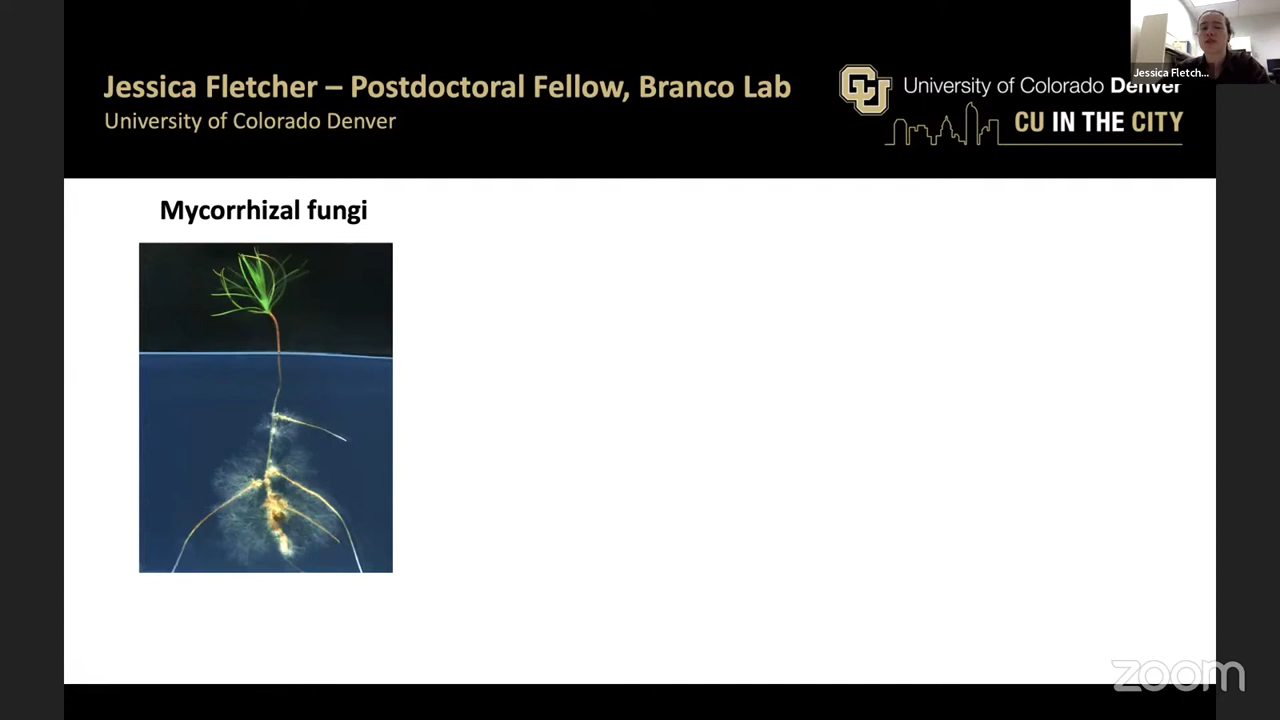 Jessica Fletcher – Postdoctoral Fellow, Branco Lab
University of Colorado Denver
CU
University of Colorado Denver
CU IN THE CITY
Jessica Fletch...
Mycorrhizal fungi
zoom